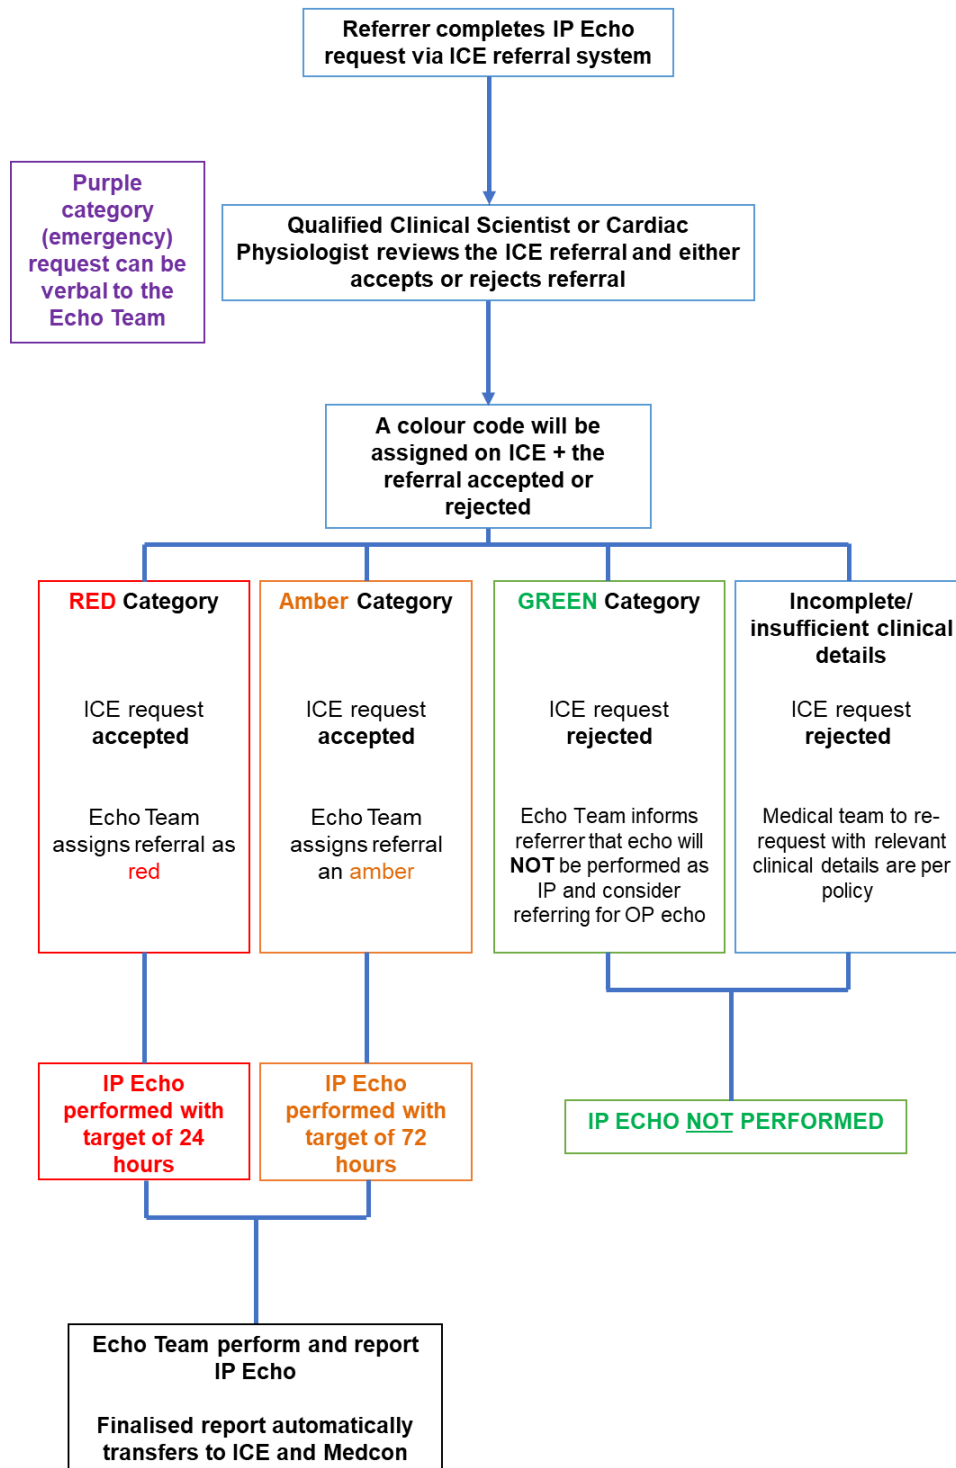 Referrer completes IP Echo
request via ICE referral system
Purple
category
(emergency)
request can be
verbal to the
Echo Team
Qualified Clinical Scientist or Cardiac
Physiologist reviews the ICE referral and either
accepts or rejects referral
A colour code will be
assigned on ICE + the
referral accepted or
rejected
RED Category
ICE request
accepted
Echo Team
assigns referral as
red
Amber Category
ICE request
accepted
Echo Team
assigns referral
an amber
GREEN Category
ICE request
rejected
Echo Team informs
referrer that echo will
NOT be performed as
IP and consider
referring for OP echo
Incomplete/
insufficient clinical
details
ICE request
rejected
Medical team to re-
request with relevant
clinical details are per
policy
IP Echo
performed with
target of 24
hours
IP Echo
performed with
target of 72
hours
IP ECHO NOT PERFORMED
Echo Team perform and report
IP Echo
Finalised report automatically
transfers to ICE and Medcon